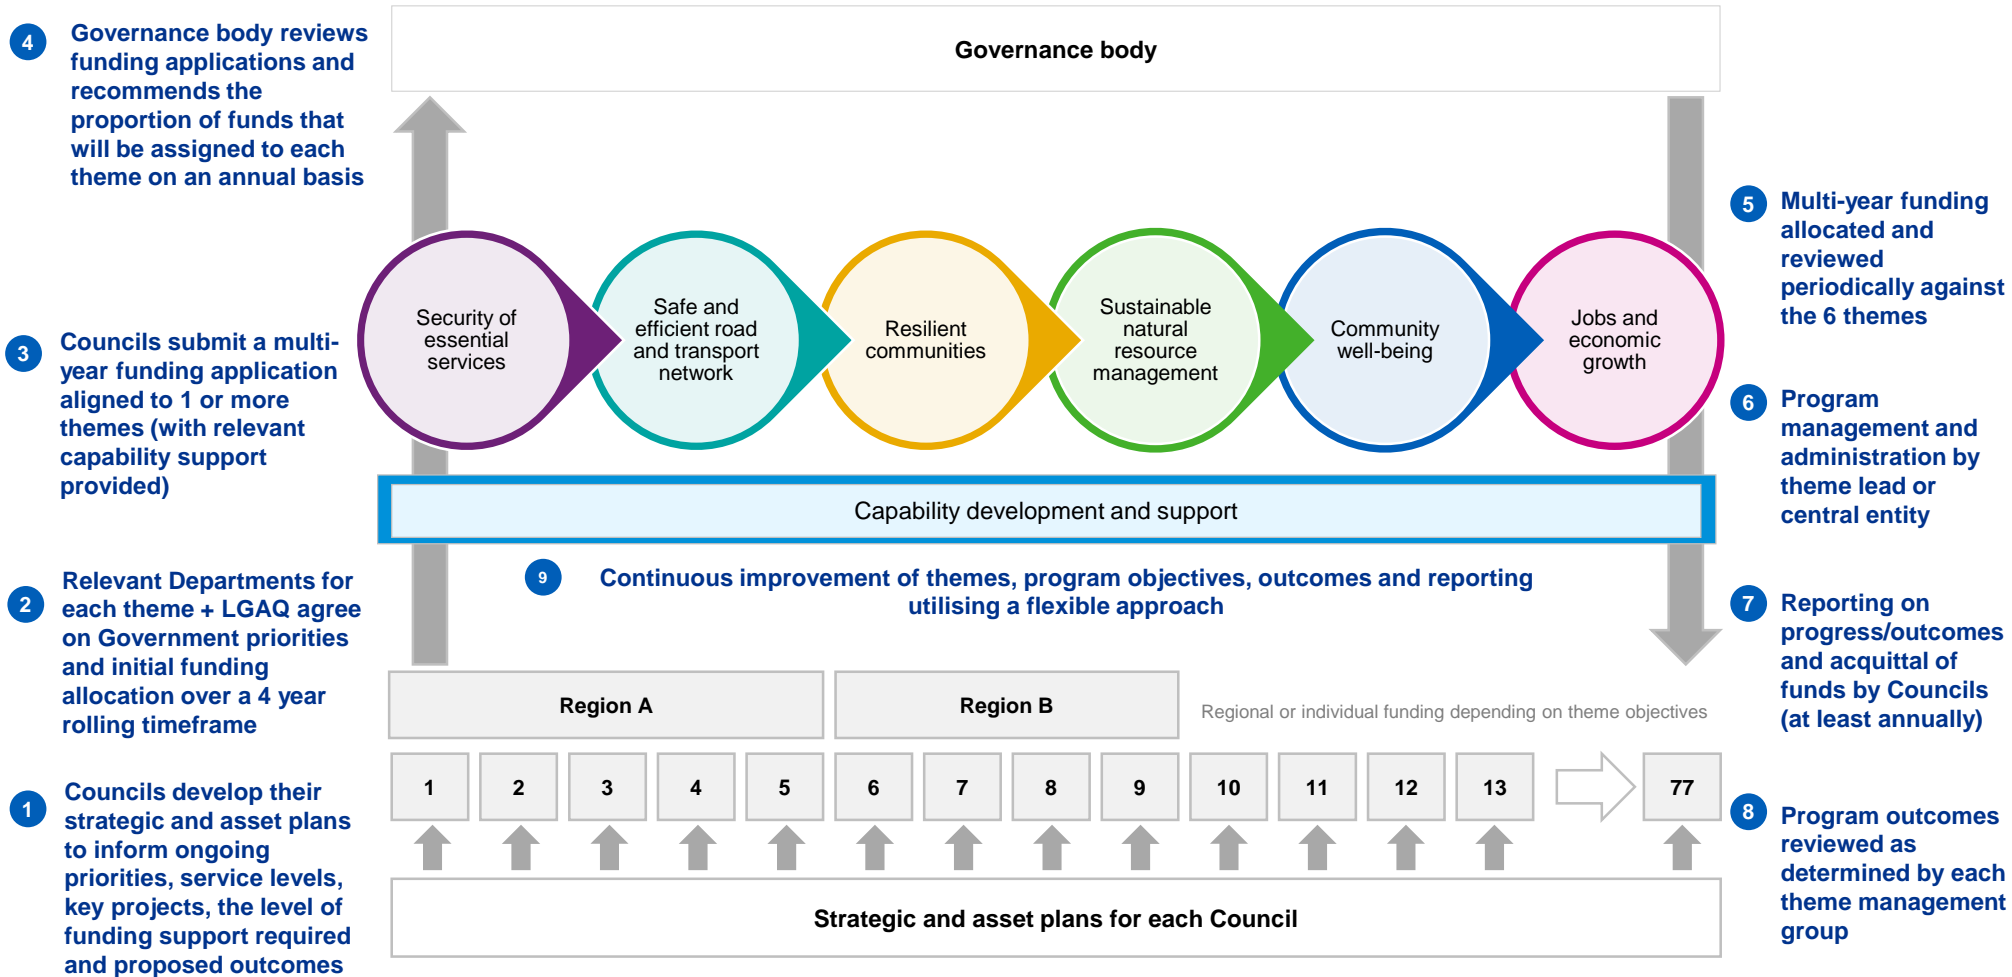 4
Governance body reviews
funding applications and
recommends the
proportion of funds that
will be assigned to each
theme on an annual basis
Governance body
3
Councils submit a multi-
year funding application
aligned to 1 or more
themes (with relevant
capability support
provided)
Security of
essential
services
Safe and
efficient road
and transport
network
Resilient
communities
Sustainable
natural
resource
management
Community
well-being
Jobs and
economic
growth
5
Multi-year funding
allocated and
reviewed
periodically against
the 6 themes
6
Program
management and
administration by
theme lead or
central entity
Capability development and support
9
Continuous improvement of themes, program objectives, outcomes and reporting
utilising a flexible approach
2
Relevant Departments for
each theme + LGAQ agree
on Government priorities
and initial funding
allocation over a 4 year
rolling timeframe
7
Reporting on
progress/outcomes
and acquittal of
funds by Councils
(at least annually)
Region A
Region B
Regional or individual funding depending on theme objectives
1 2 3 4 5 6 7 8 9 10 11 12 13 77
1
Councils develop their
strategic and asset plans
to inform ongoing
priorities, service levels,
key projects, the level of
funding support required
and proposed outcomes
Strategic and asset plans for each Council
8
Program outcomes
reviewed as
determined by each
theme management
group